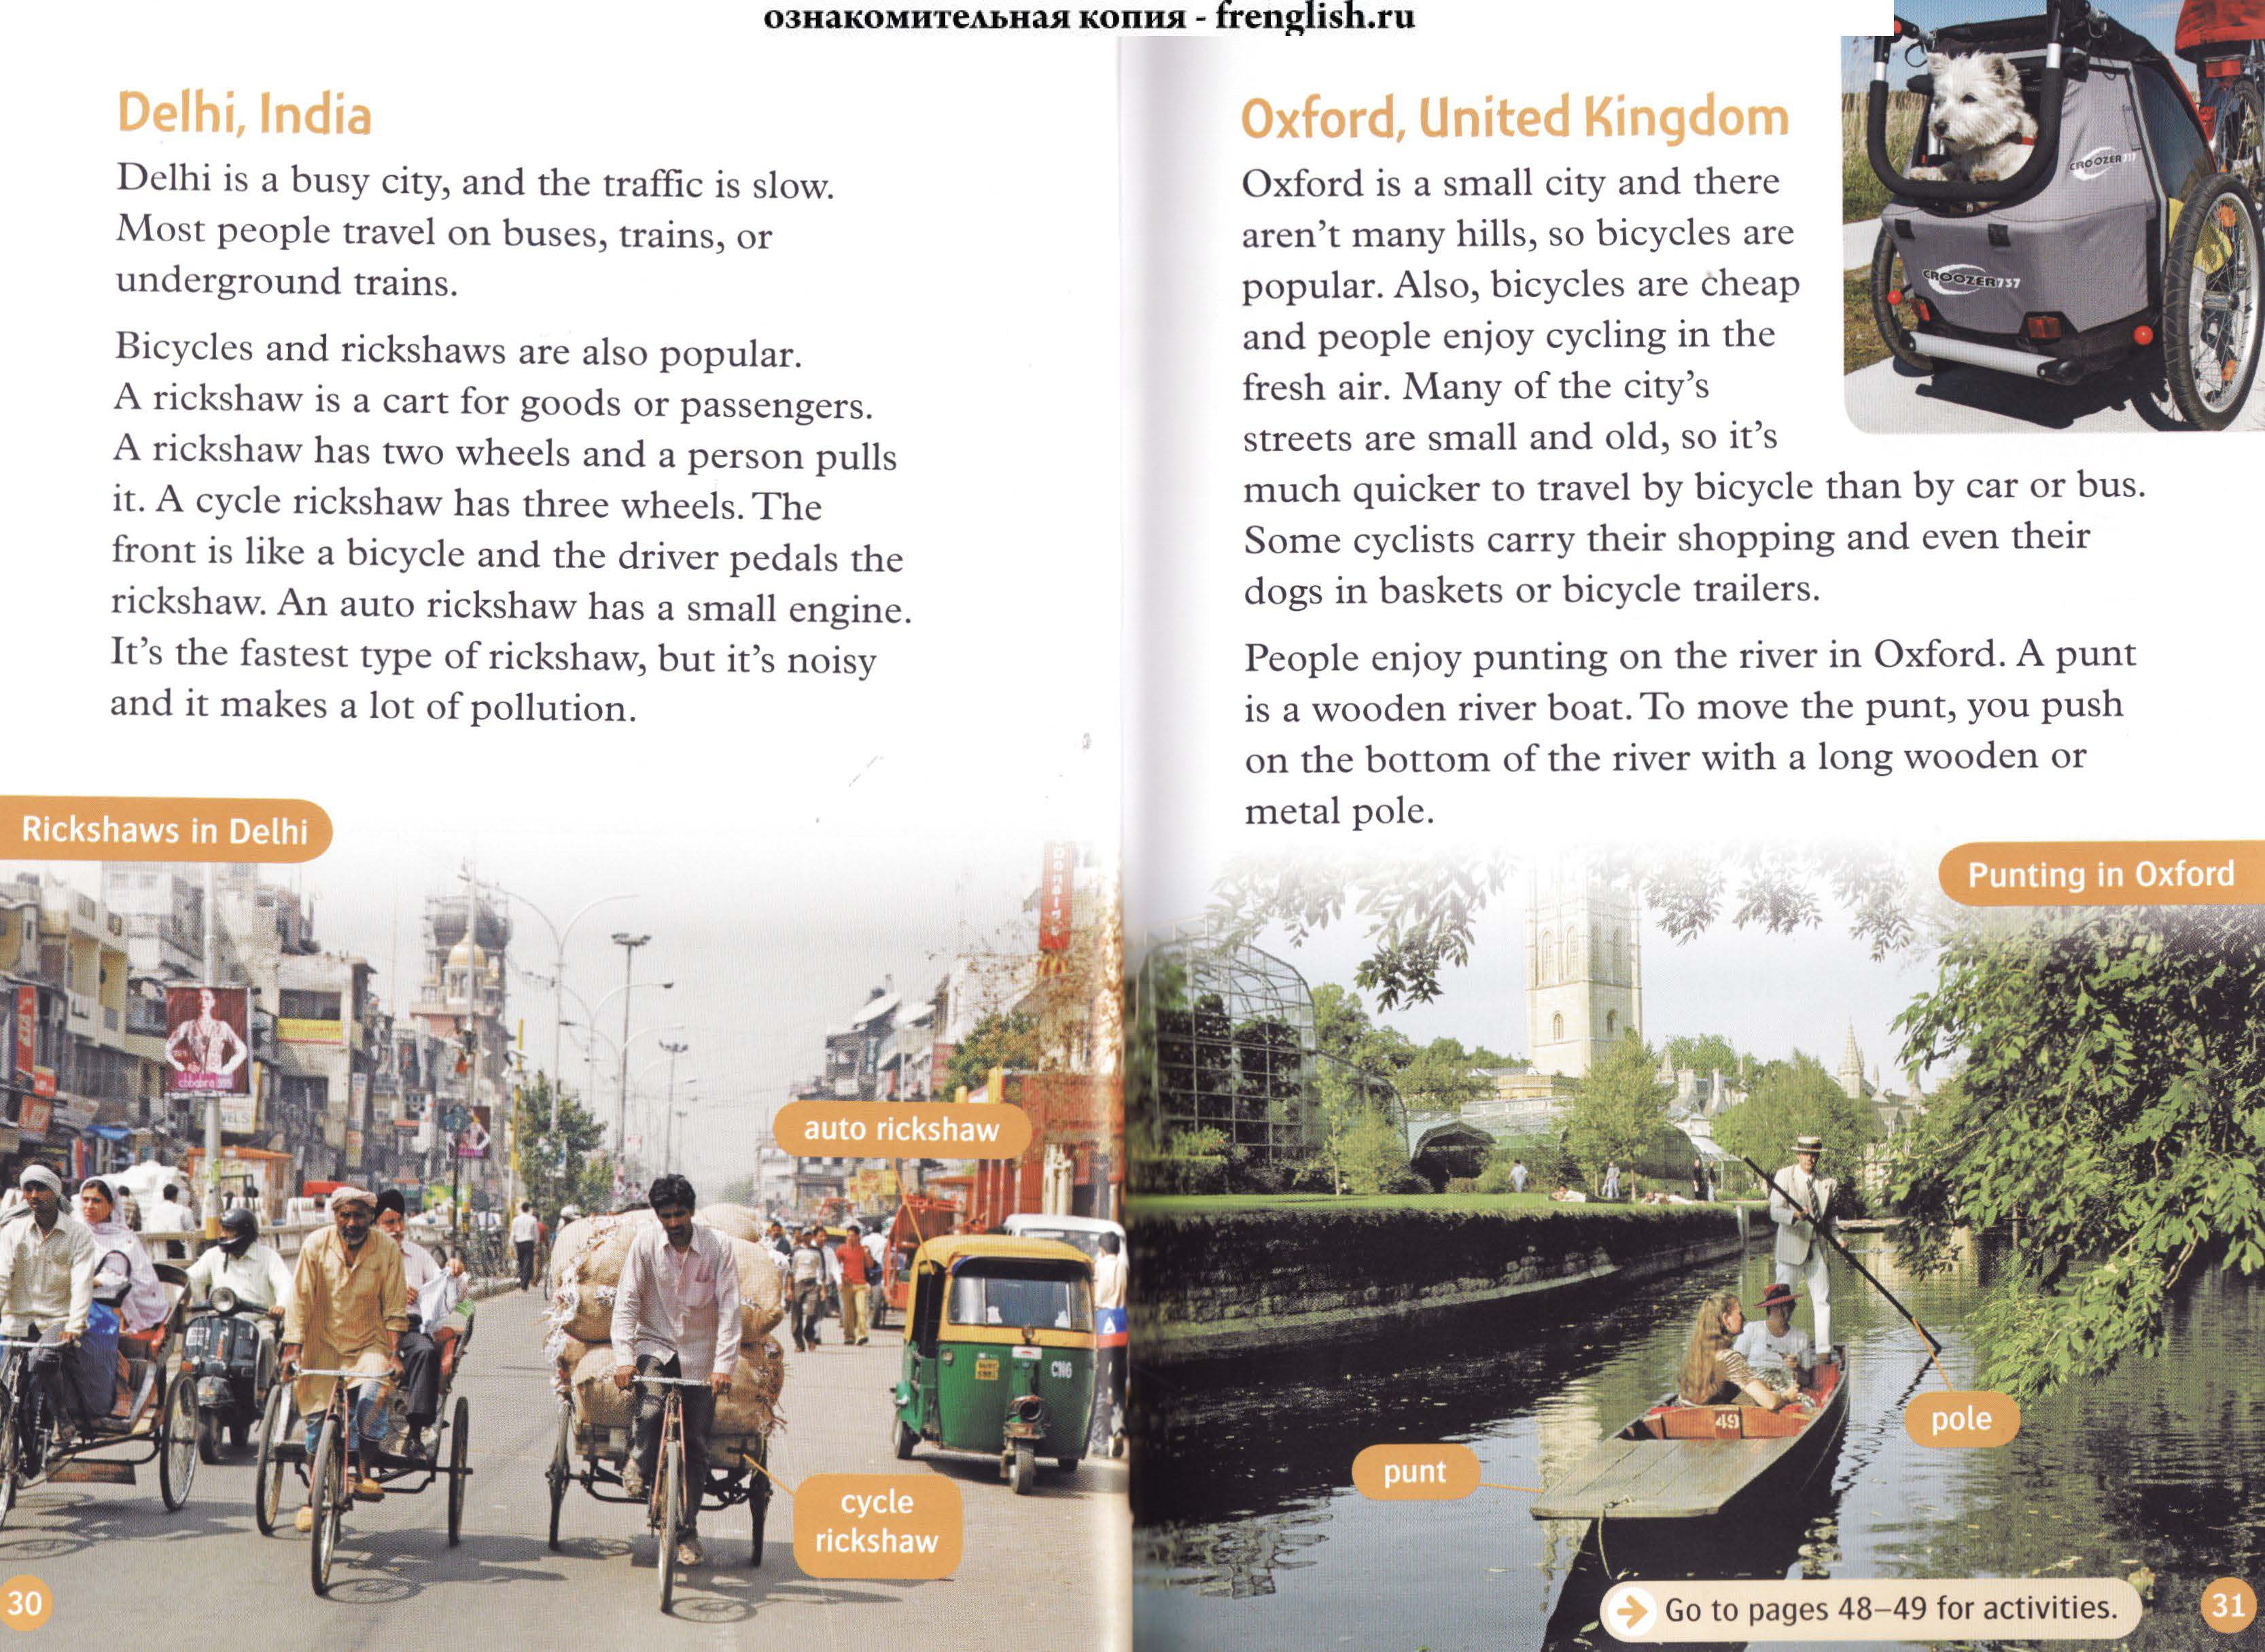 ознакомительная копия - frenglish.ru
Delhi, India
Delhi is a busy city, and the traffic is slow.
Most people travel on buses, trains, or
underground trains.
Bicycles and rickshaws are also popular.
A rickshaw is a cart for goods or passengers.
A rickshaw has two wheels and a person pulls
it. A cycle rickshaw has three wheels. The
front is like a bicycle and the driver pedals the
rickshaw. An auto rickshaw has a small engine.
It's the fastest type of rickshaw, but it's noisy
and it makes a lot of pollution.
Rickshaws in Delhi
auto rickshaw
CNG
cycle
rickshaw
30
Oxford, United Kingdom
Oxford is a small city and there
aren't many hills, so bicycles are
popular. Also, bicycles are cheap
and people enjoy cycling in the
fresh air. Many of the city's
streets are small and old, so it's
much quicker to travel by bicycle than by car or bus.
Some cyclists carry their shopping and even their
dogs in baskets or bicycle trailers.
CROOZER737
CROOZER737
People enjoy punting on the river in Oxford. A punt
is a wooden river boat. To move the punt, you push
on the bottom of the river with a long wooden or
metal pole.
Punting in Oxford
49
pole
punt
Go to pages 48–49 for activities.
31